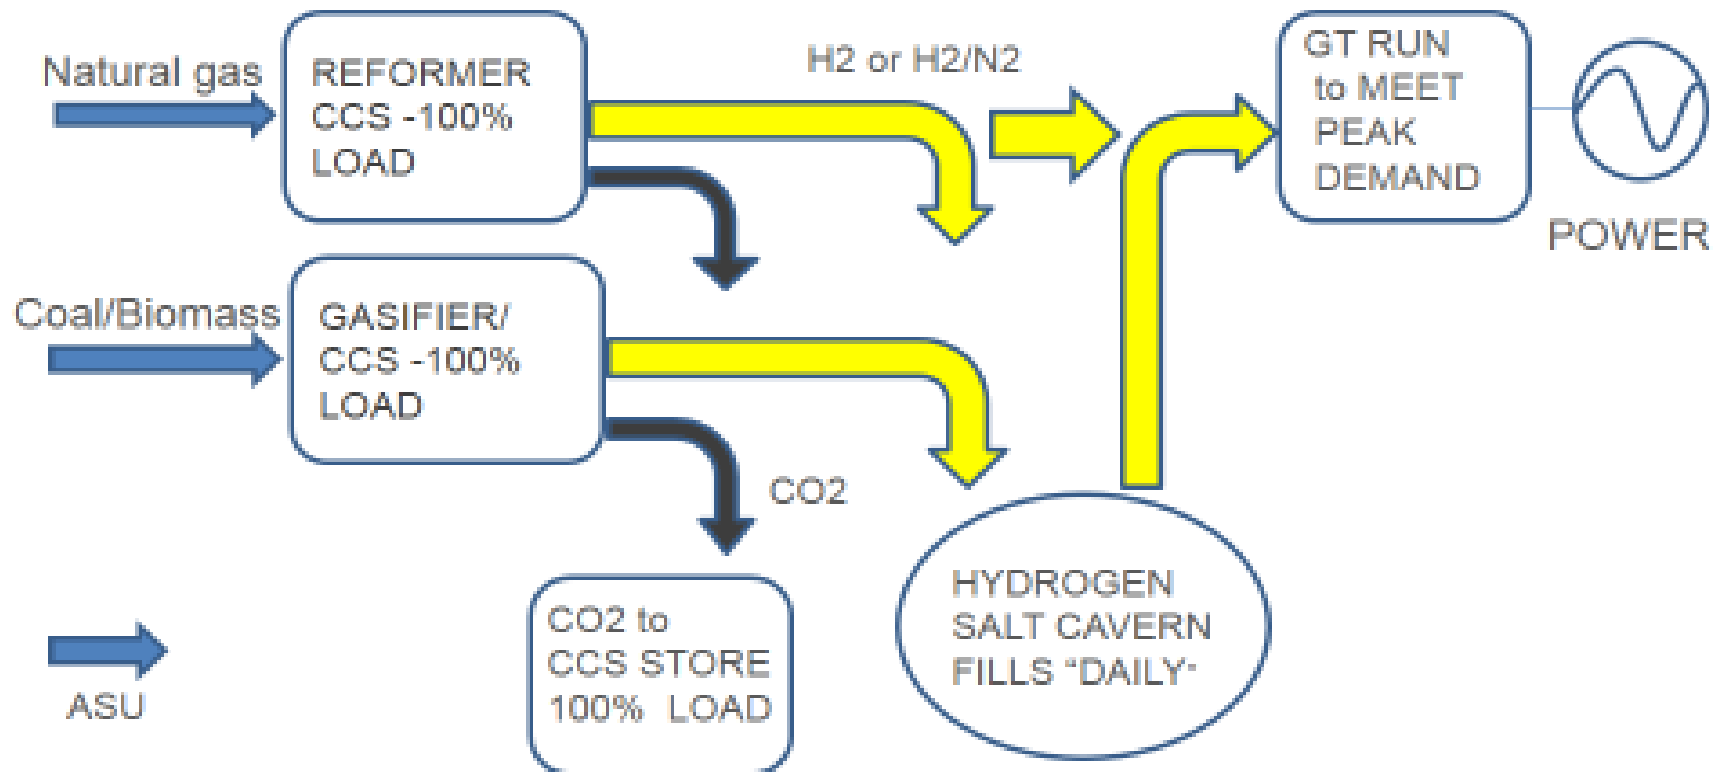 Natural gas
REFORMER
CCS -100%
LOAD
H2 or H2/N2
GT RUN
to MEET
PEAK
DEMAND
POWER
Coal/Biomass
GASIFIER/
CCS -100%
LOAD
CO2
CO2 to
CCS STORE
100% LOAD
HYDROGEN
SALT CAVERN
FILLS "DAILY"
ASU